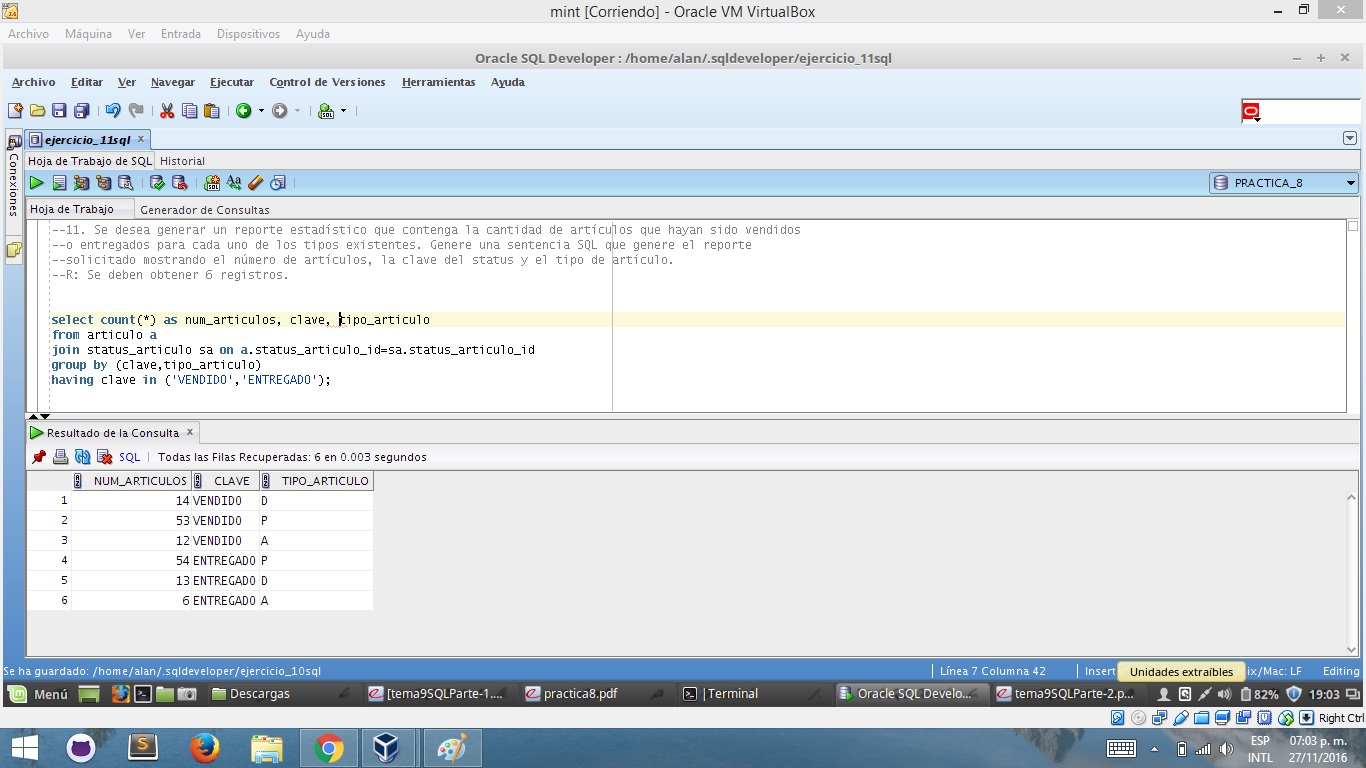 mint [Corriendo] - Oracle VM VirtualBox
Archivo Máquina Ver Entrada Dispositivos Ayuda
Oracle SQL Developer : /home/alan/.sqldeveloper/ejercicio_11sql
Archivo Editar Ver Navegar Ejecutar Control de Versiones Herramientas Ayuda
ejercicio_11sql x
Conexiones
Hoja de Trabajo de SQL Historial
PRACTICA_8
Hoja de Trabajo Generador de Consultas
--11. Se desea generar un reporte estadístico que contenga la cantidad de artículos que hayan sido vendidos
--o entregados para cada uno de los tipos existentes. Genere una sentencia SQL que genere el reporte
--solicitado mostrando el número de artículos, la clave del status y el tipo de artículo.
--R: Se deben obtener 6 registros.
select count(*) as num_articulos, clave, tipo_articulo
from articulo a
join status_articulo sa on a.status_articulo_id=sa.status_articulo_id
group by (clave,tipo_articulo)
having clave in ('VENDIDO','ENTREGADO');
Resultado de la Consulta x
SQL | Todas las Filas Recuperadas: 6 en 0.003 segundos
NUM_ARTICULOS CLAVE TIPO_ARTICULO
1 14 VENDIDO D
2 53 VENDIDO P
3 12 VENDIDO A
4 54 ENTREGADO P
5 13 ENTREGADO D
6 6 ENTREGADO A
Se ha guardado: /home/alan/.sqldeveloper/ejercicio_10sql
Línea 7 Columna 42 Insert
Unidades extraíbles
ix/Mac: LF Editing
Menú Descargas [tema9SQLParte-1.... practica8.pdf |Terminal Oracle SQL Develo... tema9SQLParte-2.p... 82% 19:03
Right Ctrl
ESP
INTL
07:03 p. m.
27/11/2016